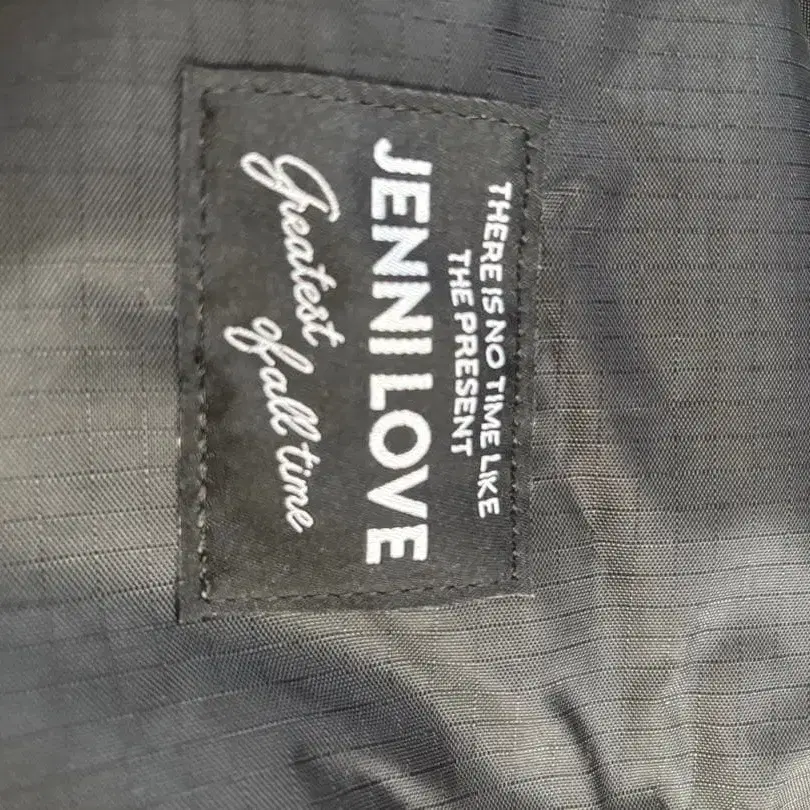 THERE IS NO TIME LIKE
THE PRESENT
JENNI LOVE
Greatest
of all time